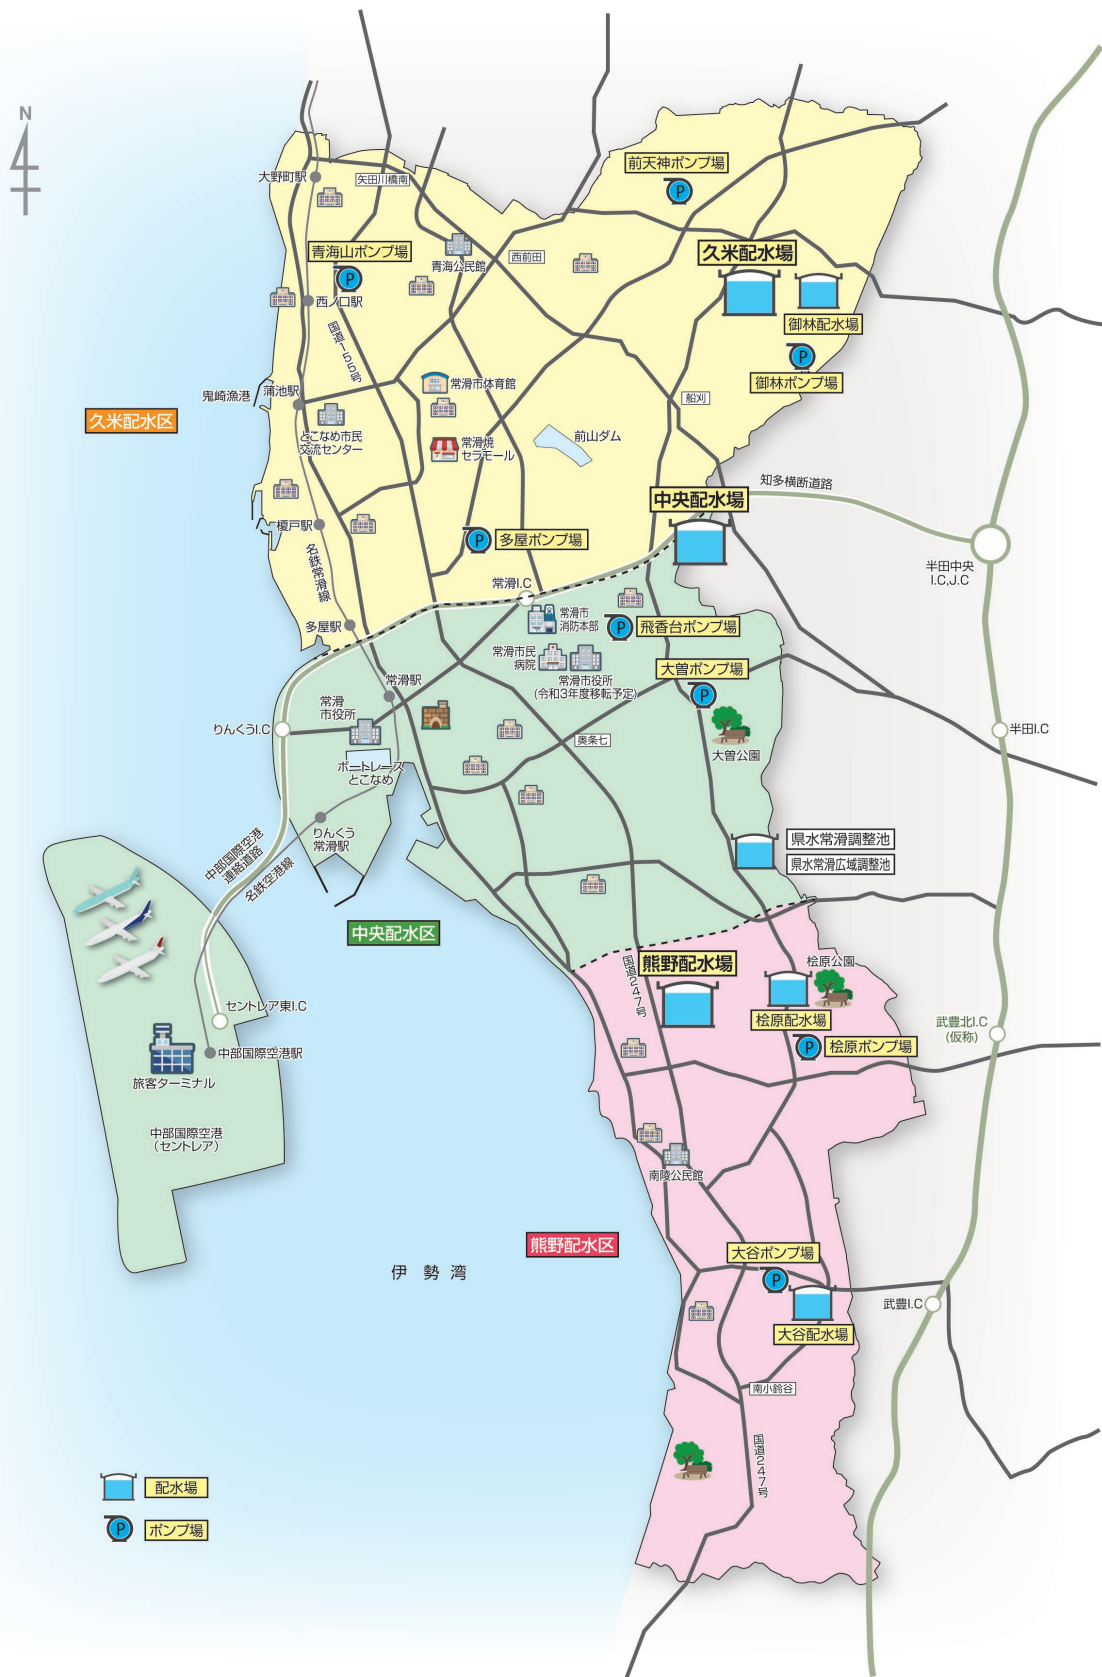 N
前天神ポンプ場
大野町駅
矢田川橋南
青海山ポンプ場
青海公民館
西前田
久米配水場
西ノ口駅
御林配水場
国道155号
御林ポンプ場
鬼崎漁港
蒲池駅
常滑市体育館
船刈
久米配水区
とこなめ市民
交流センター
常滑焼
セラモール
前山ダム
知多横断道路
中央配水場
榎戸駅
多屋ポンプ場
名鉄常滑線
半田中央
I.C,J.C
常滑I.C
常滑市
消防本部
飛香台ポンプ場
多屋駅
常滑市民
病院
常滑市役所
(令和3年度移転予定)
大曽ポンプ場
常滑駅
常滑
市役所
りんくうI.C
奥条七
大曽公園
半田I.C
ボートレース
とこなめ
りんくう
常滑駅
県水常滑調整池
県水常滑広域調整池
中部国際空港
連絡道路
名鉄空港線
中央配水区
国道247号
熊野配水場
桧原公園
セントレア東I.C
桧原配水場
武豊北I.C
(仮称)
桧原ポンプ場
中部国際空港駅
旅客ターミナル
中部国際空港
(セントレア)
南陵公民館
熊野配水区
大谷ポンプ場
伊勢湾
武豊I.C
大谷配水場
南小鈴谷
国道247号
配水場
ポンプ場
P
P
P
P
P
P
P
P
P